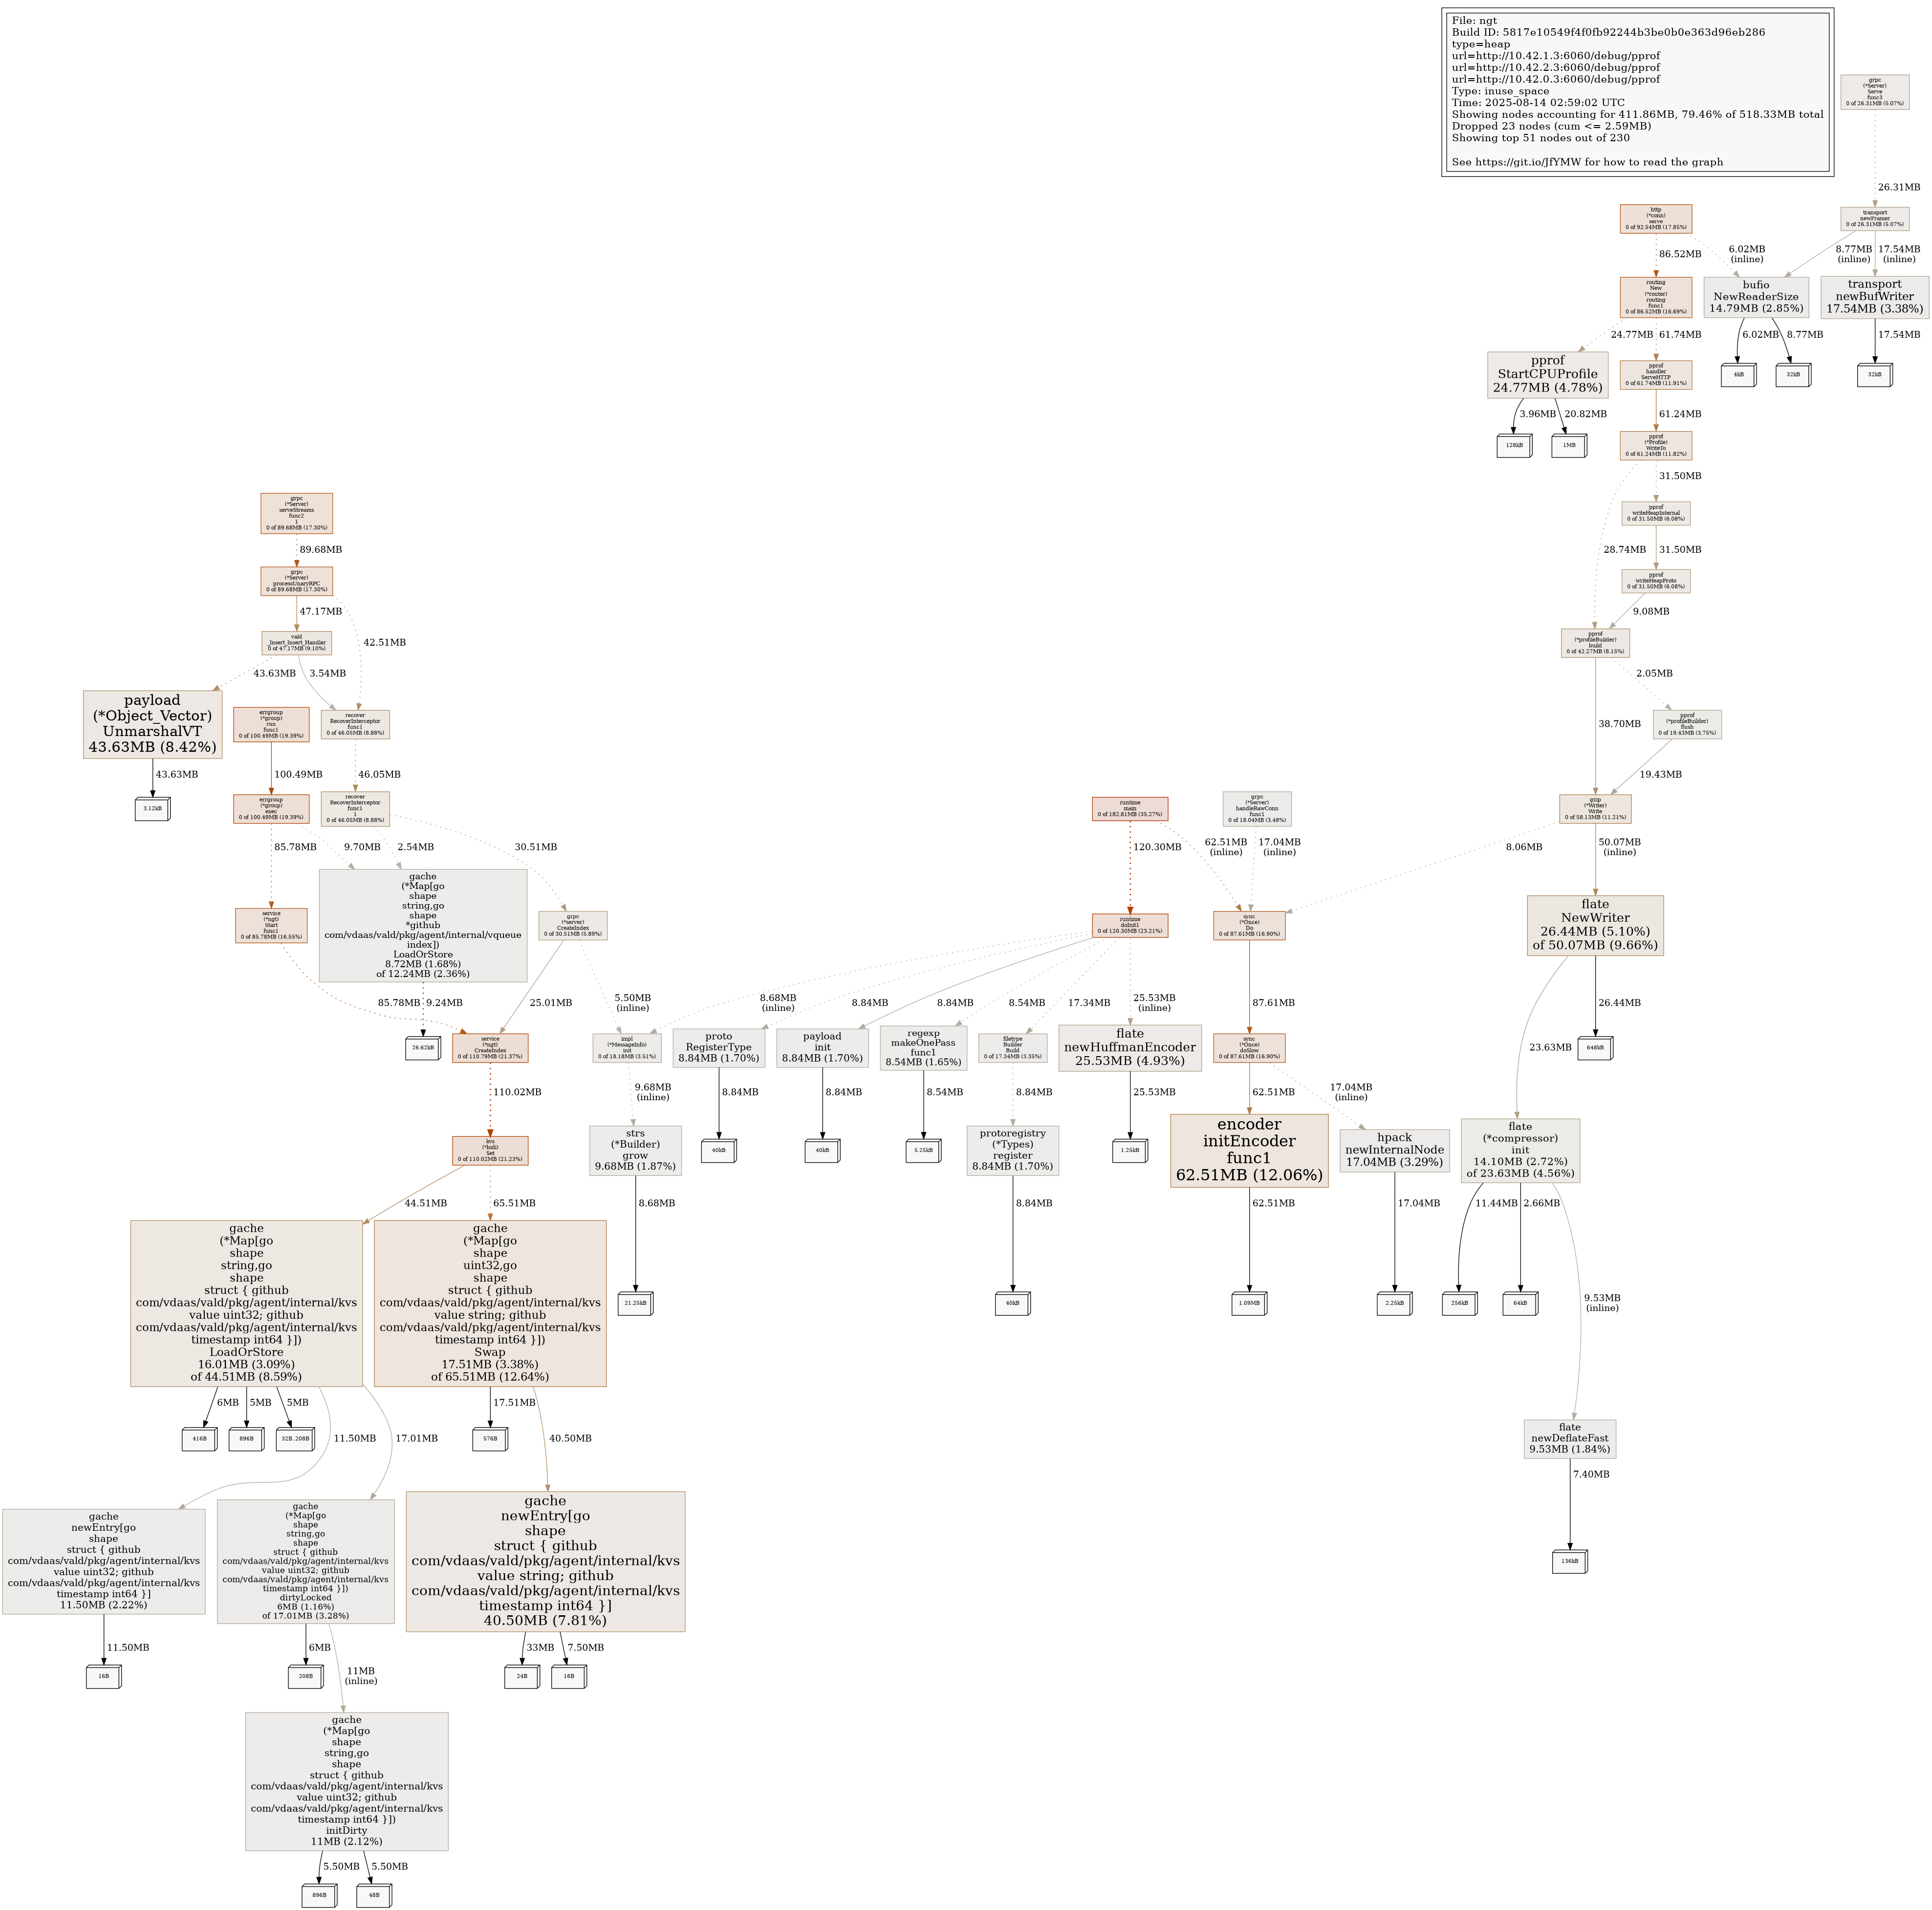 File: ngt
Build ID: 5817e10549f4f0fb92244b3be0b0e363d96eb286
type=heap
url=http://10.42.1.3:6060/debug/pprof
url=http://10.42.2.3:6060/debug/pprof
url=http://10.42.0.3:6060/debug/pprof
Type: inuse_space
Time: 2025-08-14 02:59:02 UTC
Showing nodes accounting for 411.86MB, 79.46% of 518.33MB total
Dropped 23 nodes (cum <= 2.59MB)
Showing top 51 nodes out of 230
See https://git.io/JfYMW for how to read the graph
grpc
(*Server)
Serve
func3
0 of 26.31MB (5.07%)
26.31MB
http
(*conn)
serve
0 of 92.54MB (17.85%)
transport
newFramer
0 of 26.31MB (5.07%)
86.52MB
6.02MB
(inline)
8.77MB
(inline)
17.54MB
(inline)
routing
New
(*router)
routing
func1
0 of 86.52MB (16.69%)
bufio
NewReaderSize
14.79MB (2.85%)
transport
newBufWriter
17.54MB (3.38%)
24.77MB
61.74MB
6.02MB
8.77MB
17.54MB
pprof
StartCPUProfile
24.77MB (4.78%)
pprof
handler
ServeHTTP
0 of 61.74MB (11.91%)
4kB
32kB
32kB
3.96MB
20.82MB
61.24MB
128kB
1MB
pprof
(*Profile)
WriteTo
0 of 61.24MB (11.82%)
31.50MB
28.74MB
pprof
writeHeapInternal
0 of 31.50MB (6.08%)
31.50MB
pprof
writeHeapProto
0 of 31.50MB (6.08%)
9.08MB
pprof
(*profileBuilder)
build
0 of 42.27MB (8.15%)
2.05MB
38.70MB
pprof
(*profileBuilder)
flush
0 of 19.43MB (3.75%)
19.43MB
gzip
(*Writer)
Write
0 of 58.13MB (11.21%)
8.06MB
50.07MB
(inline)
flate
NewWriter
26.44MB (5.10%)
of 50.07MB (9.66%)
23.63MB
26.44MB
648kB
flate
(*compressor)
init
14.10MB (2.72%)
of 23.63MB (4.56%)
11.44MB
2.66MB
9.53MB
(inline)
256kB
64kB
flate
newDeflateFast
9.53MB (1.84%)
7.40MB
136kB
grpc
(*Server)
serveStreams
func2
1
0 of 89.68MB (17.30%)
89.68MB
grpc
(*Server)
processUnaryRPC
0 of 89.68MB (17.30%)
47.17MB
42.51MB
vald
_Insert_Insert_Handler
0 of 47.17MB (9.10%)
43.63MB
3.54MB
payload
(*Object_Vector)
UnmarshalVT
43.63MB (8.42%)
43.63MB
3.12kB
errgroup
(*group)
run
func1
0 of 100.49MB (19.39%)
100.49MB
recover
RecoverInterceptor
func1
0 of 46.05MB (8.88%)
46.05MB
errgroup
(*group)
exec
0 of 100.49MB (19.39%)
recover
RecoverInterceptor
func1
1
0 of 46.05MB (8.88%)
85.78MB
9.70MB
2.54MB
30.51MB
service
(*ngt)
Start
func1
0 of 85.78MB (16.55%)
gache
(*Map[go
shape
string,go
shape
*github
com/vdaas/vald/pkg/agent/internal/vqueue
index])
LoadOrStore
8.72MB (1.68%)
of 12.24MB (2.36%)
grpc
(*server)
CreateIndex
0 of 30.51MB (5.89%)
85.78MB
9.24MB
25.01MB
5.50MB
(inline)
26.62kB
service
(*ngt)
CreateIndex
0 of 110.79MB (21.37%)
110.02MB
kvs
(*bidi)
Set
0 of 110.02MB (21.23%)
44.51MB
65.51MB
gache
(*Map[go
shape
string,go
shape
struct { github
com/vdaas/vald/pkg/agent/internal/kvs
value uint32; github
com/vdaas/vald/pkg/agent/internal/kvs
timestamp int64 }])
LoadOrStore
16.01MB (3.09%)
of 44.51MB (8.59%)
gache
(*Map[go
shape
uint32,go
shape
struct { github
com/vdaas/vald/pkg/agent/internal/kvs
value string; github
com/vdaas/vald/pkg/agent/internal/kvs
timestamp int64 }])
Swap
17.51MB (3.38%)
of 65.51MB (12.64%)
6MB
5MB
5MB
11.50MB
17.01MB
17.51MB
40.50MB
416B
896B
32B..208B
576B
gache
newEntry[go
shape
struct { github
com/vdaas/vald/pkg/agent/internal/kvs
value uint32; github
com/vdaas/vald/pkg/agent/internal/kvs
timestamp int64 }]
11.50MB (2.22%)
gache
(*Map[go
shape
string,go
shape
struct { github
com/vdaas/vald/pkg/agent/internal/kvs
value uint32; github
com/vdaas/vald/pkg/agent/internal/kvs
timestamp int64 }])
dirtyLocked
6MB (1.16%)
of 17.01MB (3.28%)
gache
newEntry[go
shape
struct { github
com/vdaas/vald/pkg/agent/internal/kvs
value string; github
com/vdaas/vald/pkg/agent/internal/kvs
timestamp int64 }]
40.50MB (7.81%)
11.50MB
6MB
11MB
(inline)
33MB
7.50MB
16B
208B
24B
16B
gache
(*Map[go
shape
string,go
shape
struct { github
com/vdaas/vald/pkg/agent/internal/kvs
value uint32; github
com/vdaas/vald/pkg/agent/internal/kvs
timestamp int64 }])
initDirty
11MB (2.12%)
5.50MB
5.50MB
896B
48B
runtime
main
0 of 182.81MB (35.27%)
grpc
(*Server)
handleRawConn
func1
0 of 18.04MB (3.48%)
120.30MB
62.51MB
(inline)
17.04MB
(inline)
runtime
doInit1
0 of 120.30MB (23.21%)
sync
(*Once)
Do
0 of 87.61MB (16.90%)
8.68MB
(inline)
8.84MB
8.84MB
8.54MB
17.34MB
25.53MB
(inline)
87.61MB
impl
(*MessageInfo)
init
0 of 18.18MB (3.51%)
proto
RegisterType
8.84MB (1.70%)
payload
init
8.84MB (1.70%)
regexp
makeOnePass
func1
8.54MB (1.65%)
filetype
Builder
Build
0 of 17.34MB (3.35%)
flate
newHuffmanEncoder
25.53MB (4.93%)
sync
(*Once)
doSlow
0 of 87.61MB (16.90%)
9.68MB
(inline)
8.84MB
8.84MB
8.54MB
8.84MB
25.53MB
62.51MB
17.04MB
(inline)
strs
(*Builder)
grow
9.68MB (1.87%)
40kB
40kB
5.25kB
protoregistry
(*Types)
register
8.84MB (1.70%)
1.25kB
encoder
initEncoder
func1
62.51MB (12.06%)
hpack
newInternalNode
17.04MB (3.29%)
8.68MB
8.84MB
62.51MB
17.04MB
21.25kB
40kB
1.09MB
2.25kB